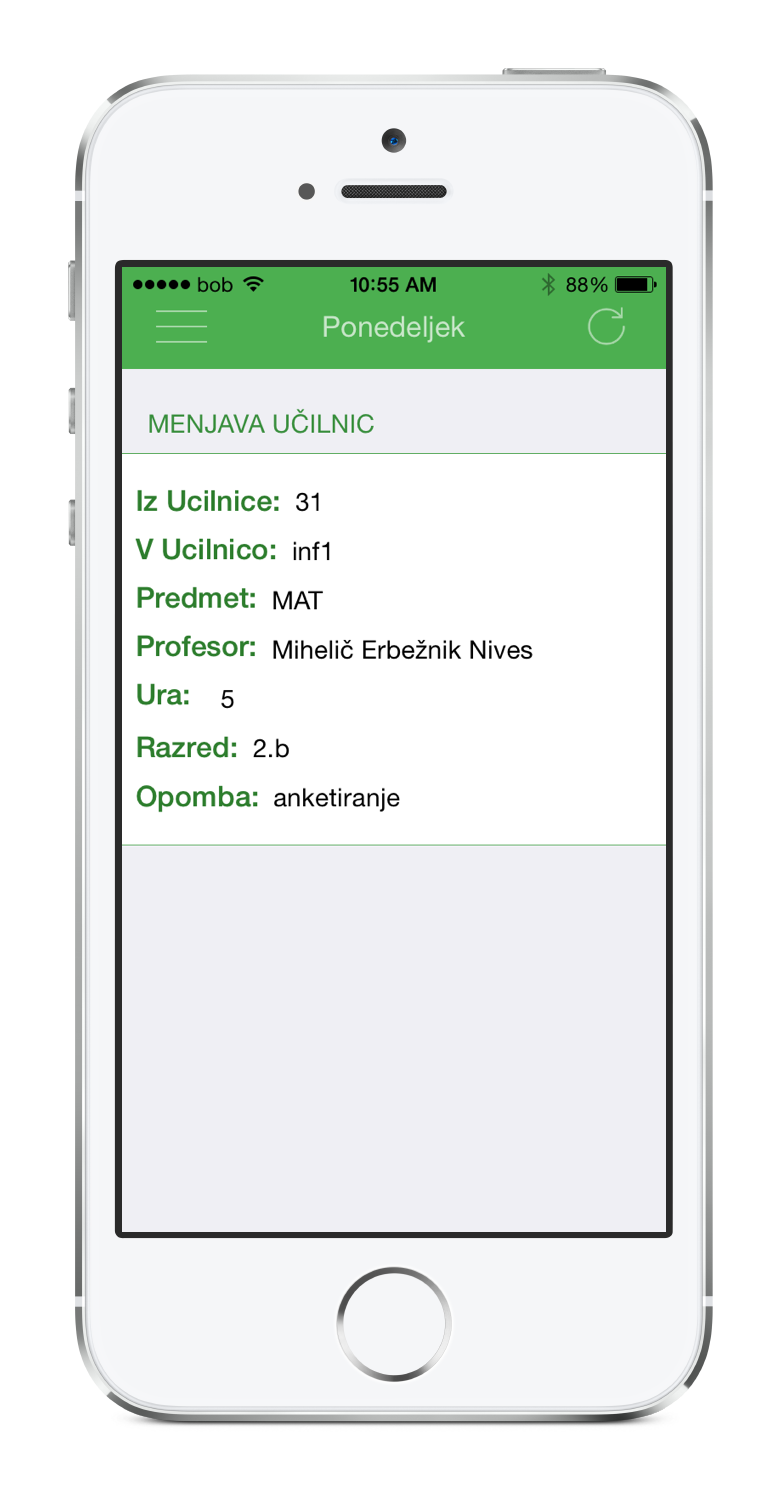 bob 10:55 AM 88%
Ponedeljek
MENJAVA UČILNIC
Iz Ucilnice: 31
V Ucilnico: inf1
Predmet: MAT
Profesor: Mihelič Erbežnik Nives
Ura: 5
Razred: 2.b
Opomba: anketiranje